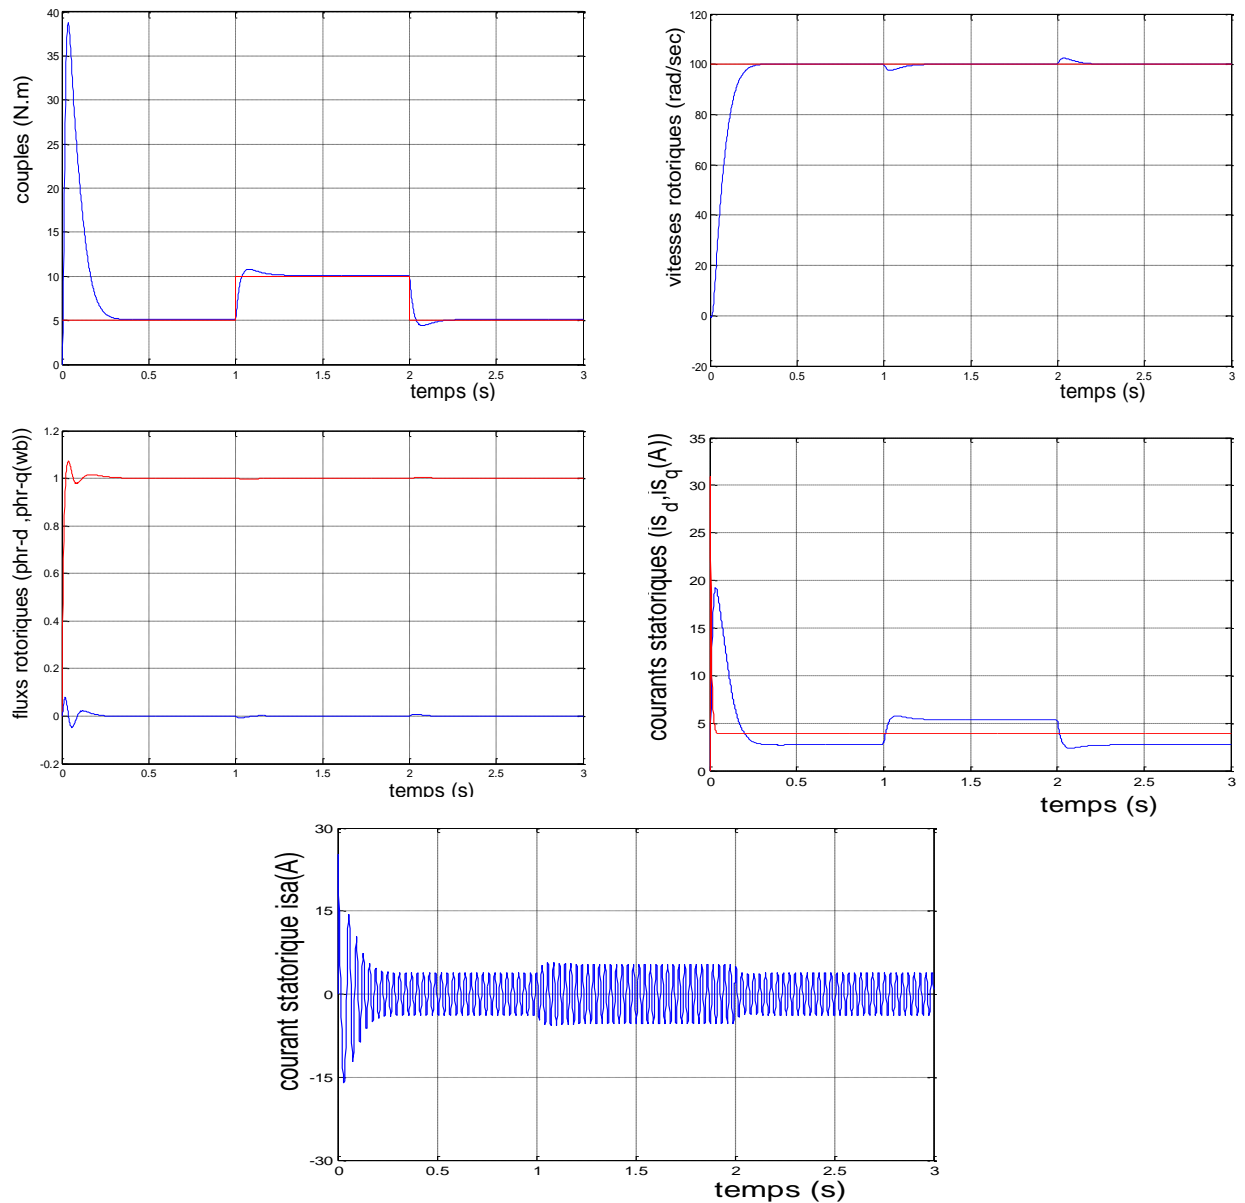 40
35
30
25
20
15
10
5
0
couples (N.m)
0 0.5 1 1.5 2 2.5 3
temps (s)
120
100
80
60
40
20
0
-20
vitesses rotoriques (rad/sec)
0 0.5 1 1.5 2 2.5 3
temps (s)
1.2
1
0.8
0.6
0.4
0.2
0
-0.2
fluxs rotoriques (phr-d ,phr-q(wb))
0 0.5 1 1.5 2 2.5 3
temps (s)
35
30
25
20
15
10
5
0
courants statoriques (is_d,is_q(A))
0 0.5 1 1.5 2 2.5 3
temps (s)
30
15
0
-15
-30
courant statorique isa(A)
0 0.5 1 1.5 2 2.5 3
temps (s)